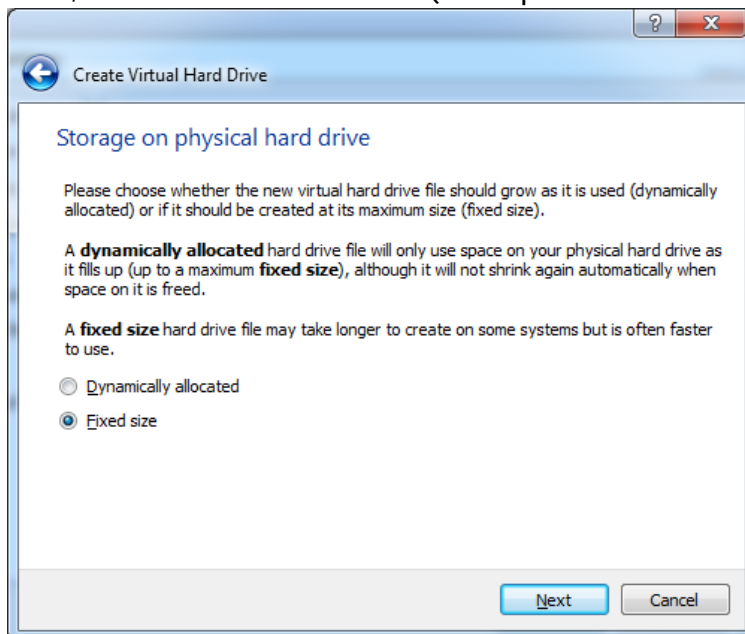 Create Virtual Hard Drive
Storage on physical hard drive
Please choose whether the new virtual hard drive file should grow as it is used (dynamically
allocated) or if it should be created at its maximum size (fixed size).
A dynamically allocated hard drive file will only use space on your physical hard drive as
it fills up (up to a maximum fixed size), although it will not shrink again automatically when
space on it is freed.
A fixed size hard drive file may take longer to create on some systems but is often faster
to use.
Dynamically allocated
Fixed size
Next Cancel